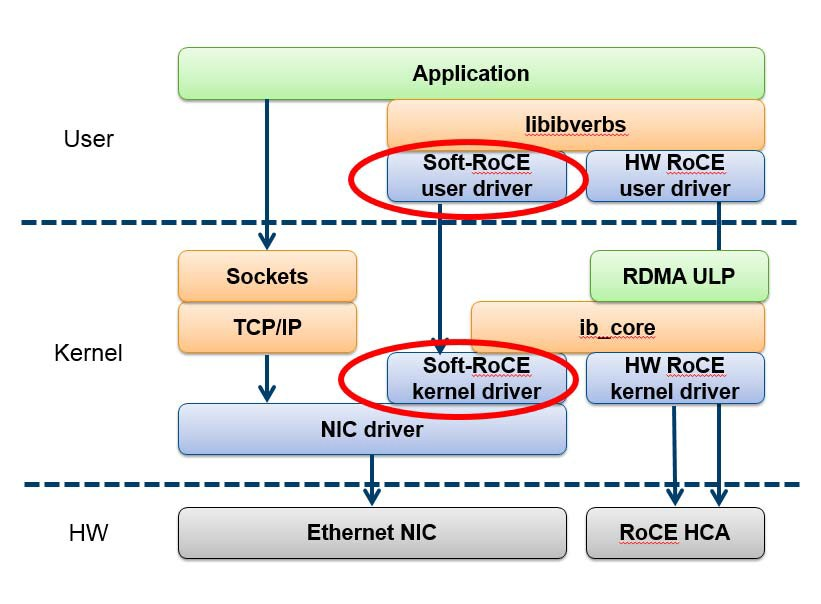 Application
User
libibverbs
Soft-RoCE
user driver
HW RoCE
user driver
Sockets
RDMA ULP
Kernel
TCP/IP
ib_core
Soft-RoCE
kernel driver
HW RoCE
kernel driver
NIC driver
HW
Ethernet NIC
RoCE HCA